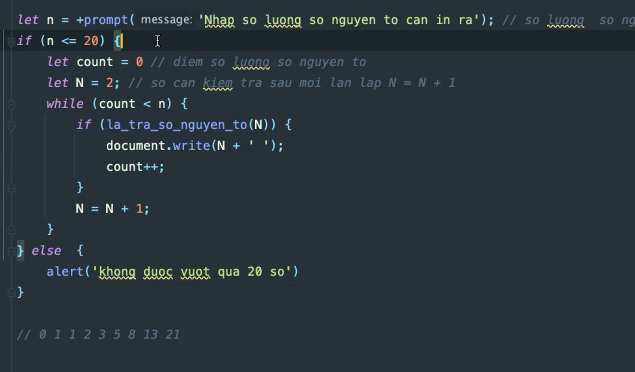 let n = +prompt( message: 'Nhap so luong so nguyen to can in ra'); // so luong so ng
if (n <= 20) {
let count = 0 // diem so luong so nguyen to
let N = 2; // so can kiem tra sau moi lan lap N = N + 1
while (count < n) {
if (la_tra_so_nguyen_to(N)) {
document.write(N + ' ');
count++;
}
N = N + 1;
}
} else {
alert('khong duoc vuot qua 20 so')
}
// 0 1 1 2 3 5 8 13 21